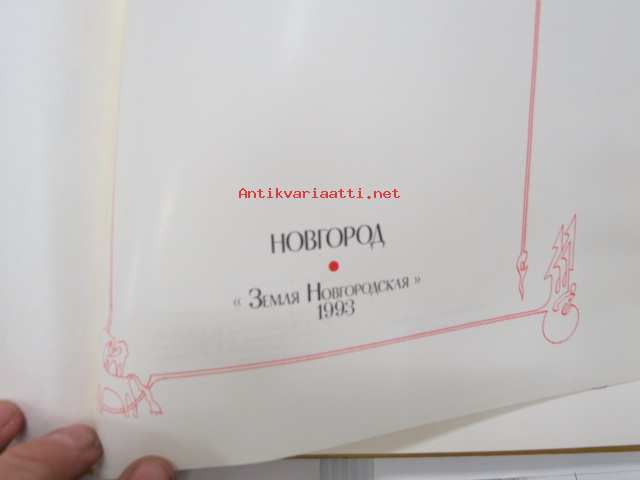 Antikvariaatti.net
НОВГОРОД
« Земля Новгородская »
1993